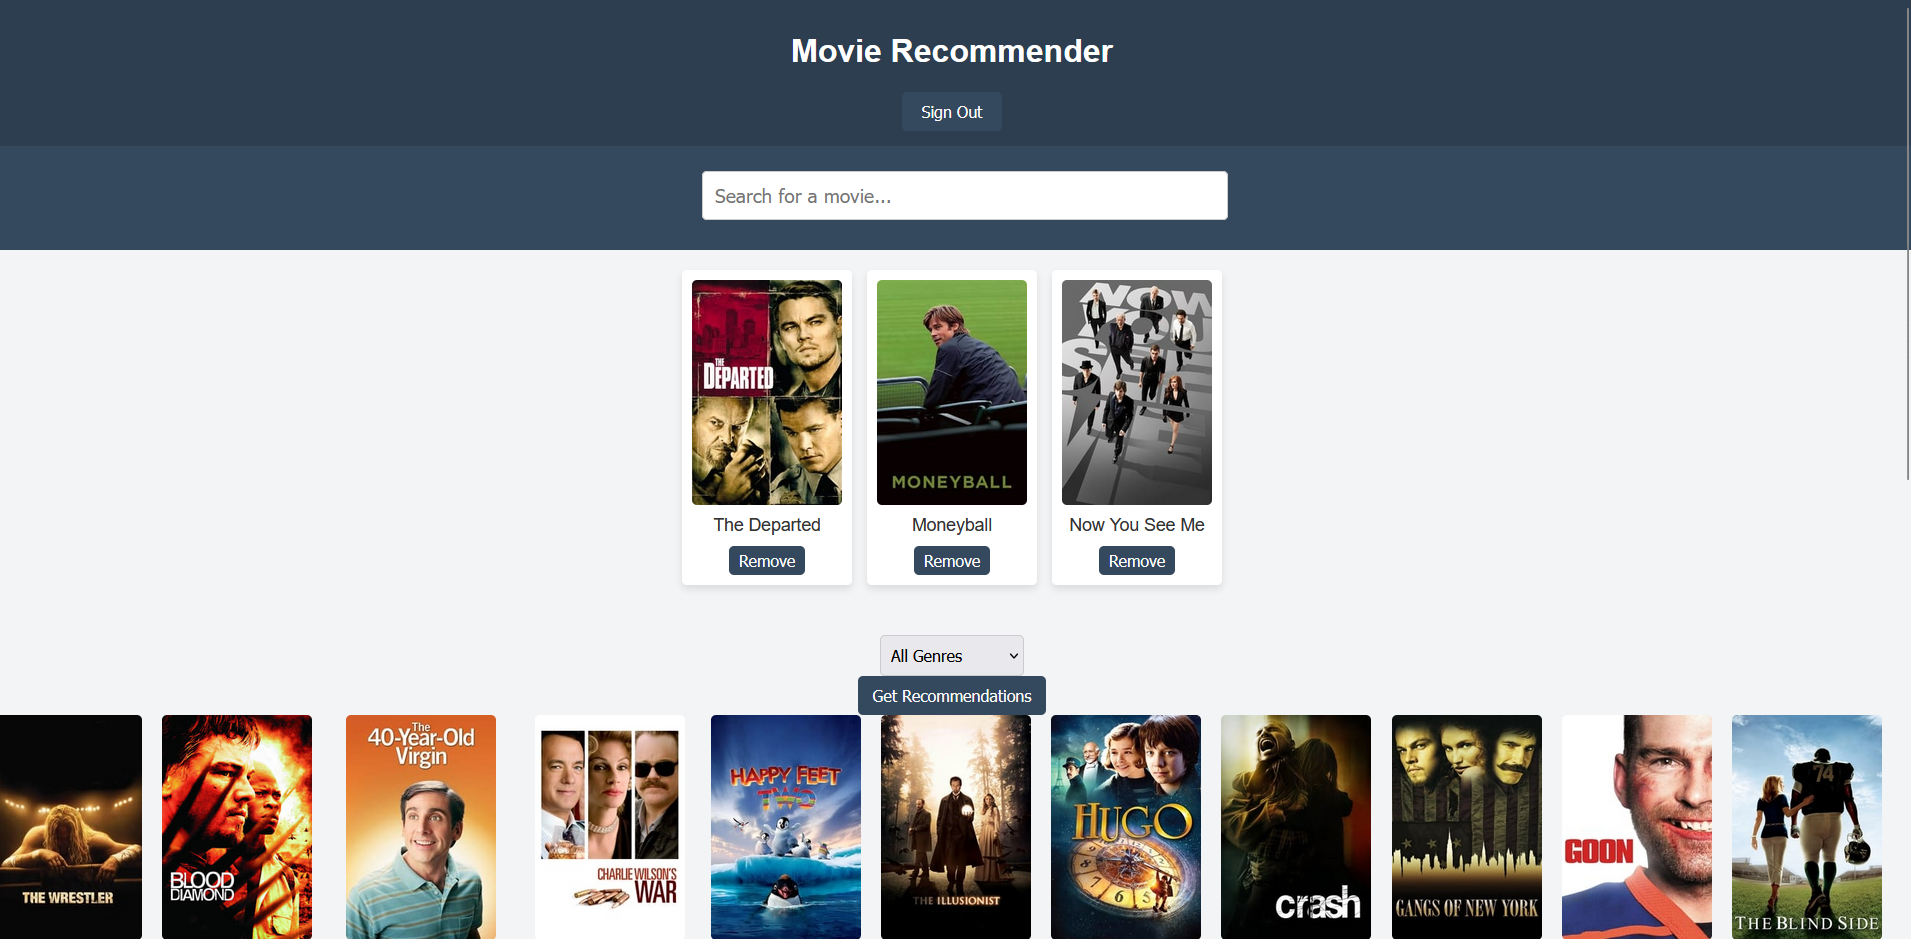 Movie Recommender
Sign Out
Search for a movie...
THE
DEPARTED
MONEYBALL
NOW
YOU
SEE
ME
The Departed
Moneyball
Now You See Me
Remove
Remove
Remove
All Genres
Get Recommendations
THE WRESTLER
BLOOD
DIAMOND
The
40-Year-Old
Virgin
CHARLIE WILSON'S
WAR
HAPPY FEET
TWO
THE ILLUSIONIST
HUGO
crash
GANGS OF NEW YORK
GOON
74
THE BLIND SIDE